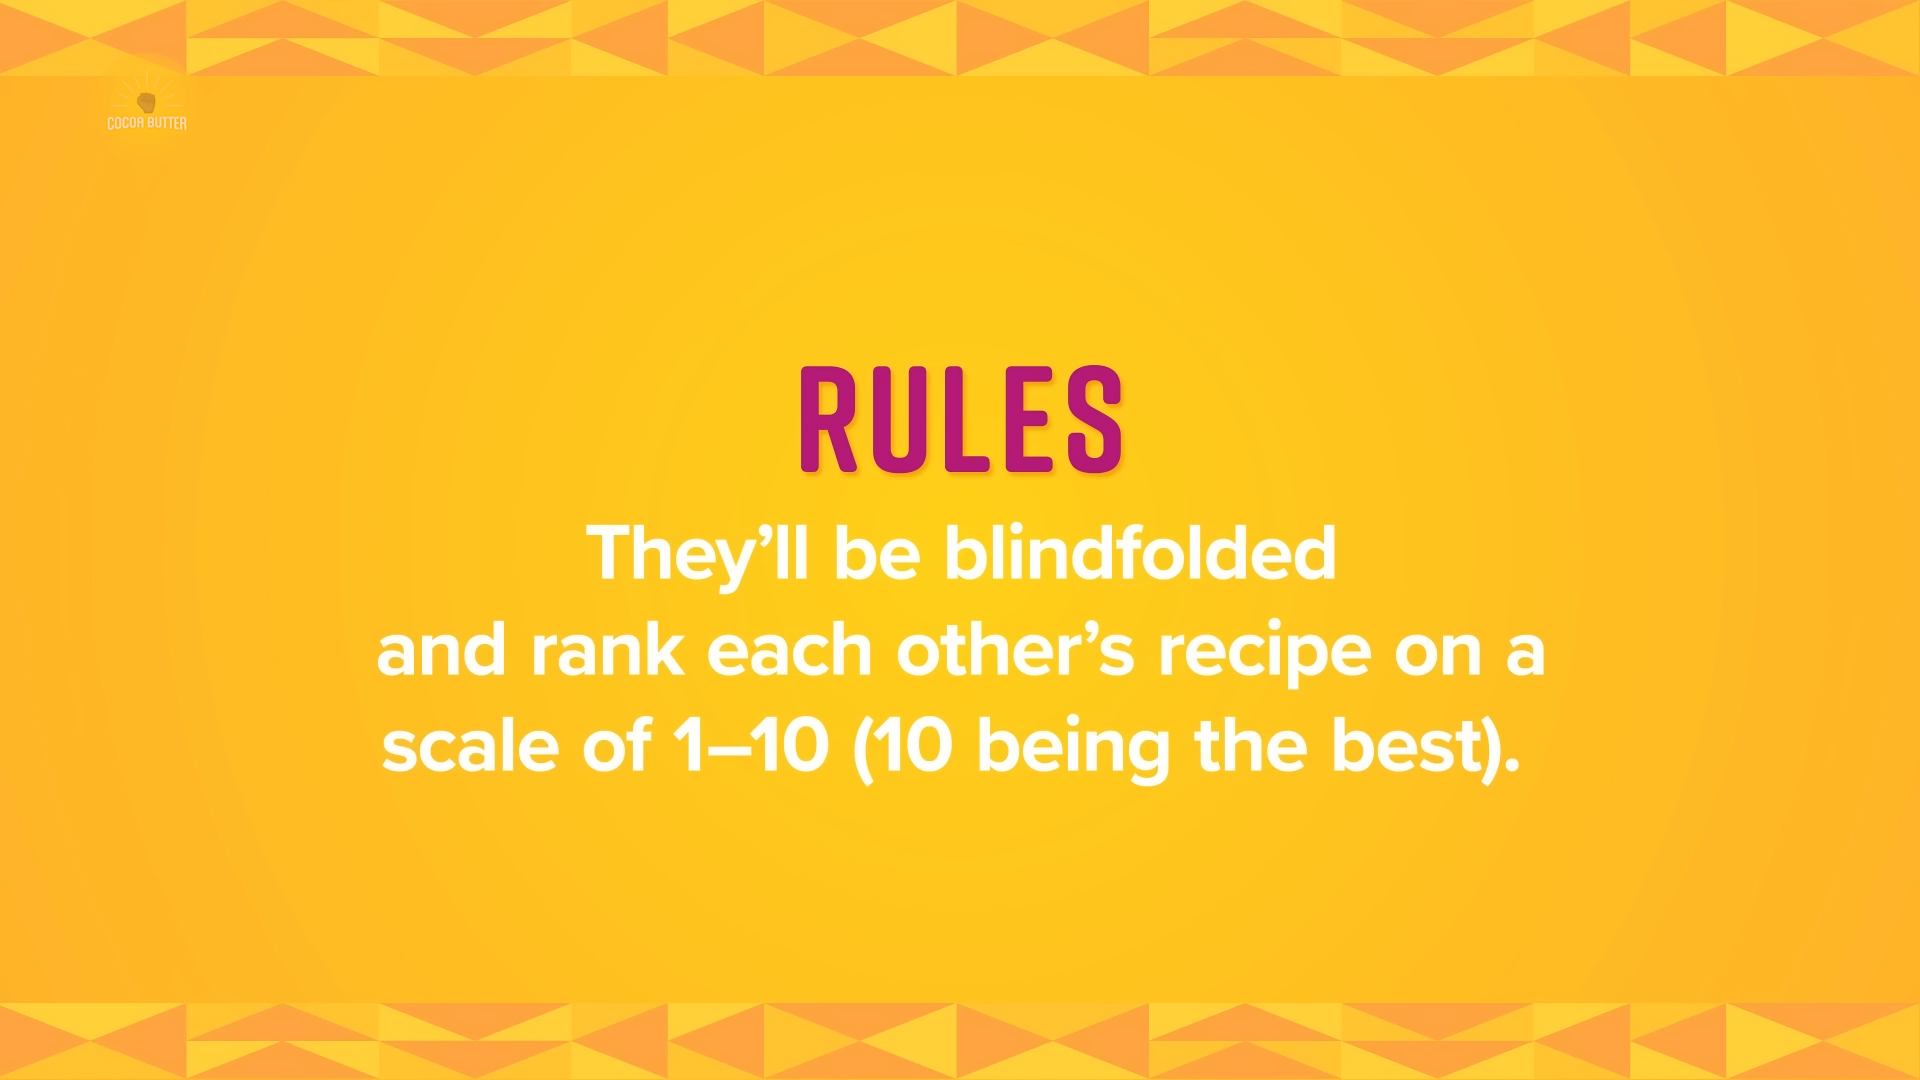 COCOA BUTTER
RULES
They’ll be blindfolded
and rank each other’s recipe on a
scale of 1–10 (10 being the best).